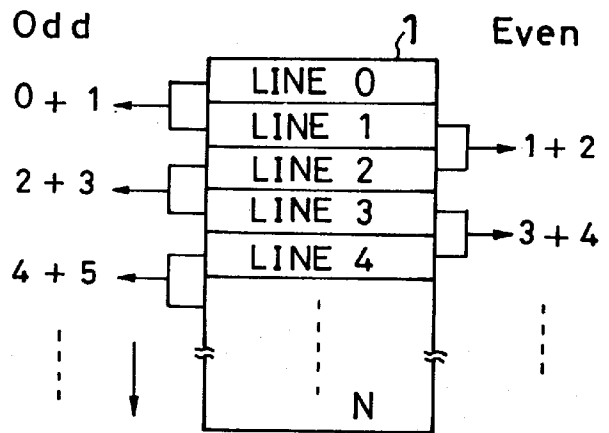 Odd 1 Even
LINE 0
0 + 1
LINE 1
1 + 2
LINE 2
2 + 3
LINE 3
3 + 4
LINE 4
4 + 5
N